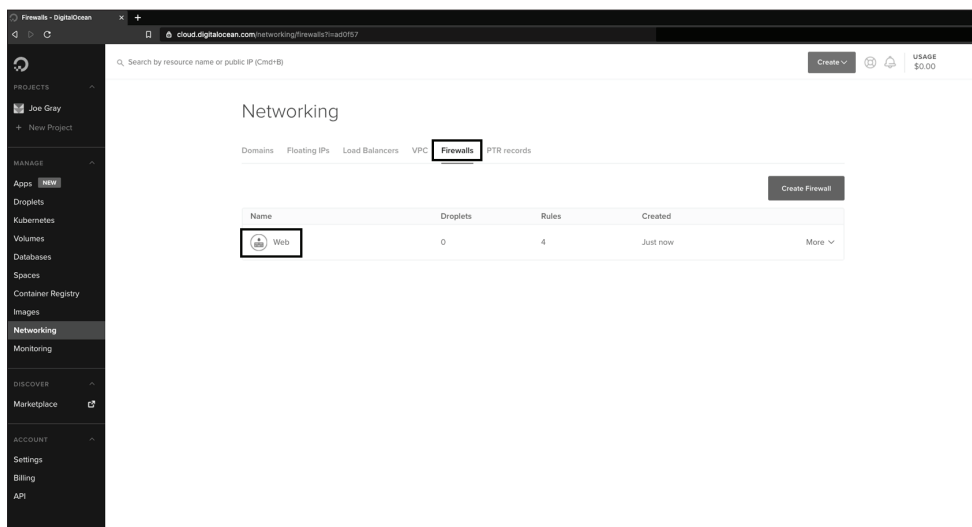 Firewalls - DigitalOcean
cloud.digitalocean.com/networking/firewalls?i=ad0f57
Search by resource name or public IP (Cmd+B)
Create
USAGE
$0.00
PROJECTS
Joe Gray
+ New Project
MANAGE
Apps NEW
Droplets
Kubernetes
Volumes
Databases
Spaces
Container Registry
Images
Networking
Monitoring
DISCOVER
Marketplace
ACCOUNT
Settings
Billing
API
Networking
Domains Floating IPs Load Balancers VPC Firewalls PTR records
Create Firewall
Name Droplets Rules Created
Web 0 4 Just now More